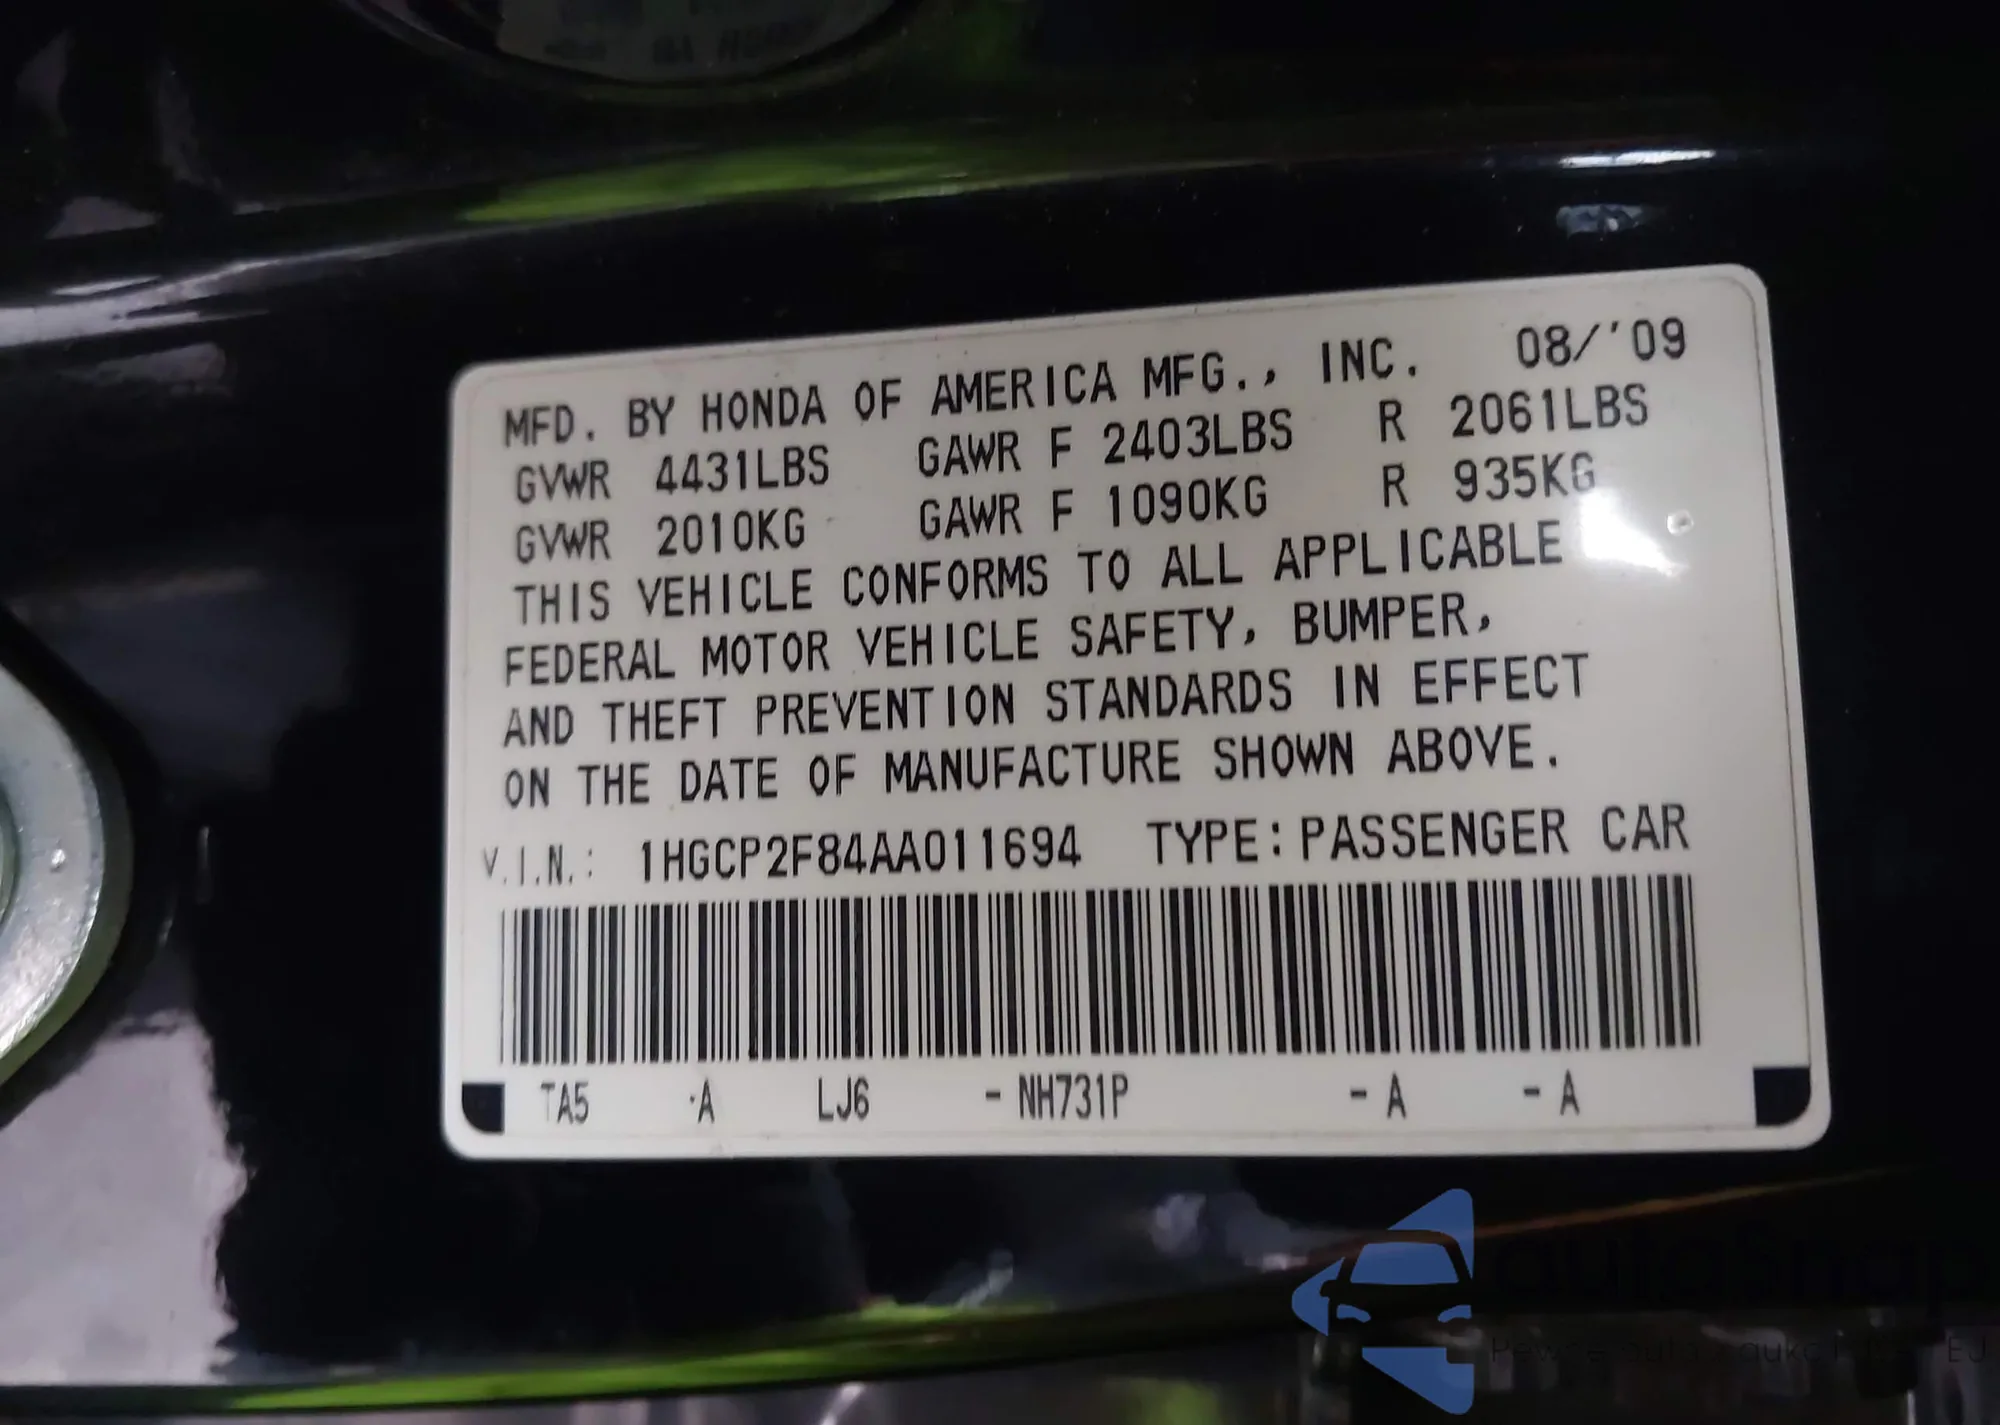 MFD. BY HONDA OF AMERICA MFG., INC. 08/'09
GVWR 4431LBS GAWR F 2403LBS R 2061LBS
GVWR 2010KG GAWR F 1090KG R 935KG
THIS VEHICLE CONFORMS TO ALL APPLICABLE
FEDERAL MOTOR VEHICLE SAFETY, BUMPER,
AND THEFT PREVENTION STANDARDS IN EFFECT
ON THE DATE OF MANUFACTURE SHOWN ABOVE.
V.I.N.: 1HGCP2F84AA011694 TYPE: PASSENGER CAR
TA5 ·A LJ6 - NH731P - A - A